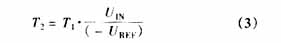 T₂ = T₁ · U_IN / (− U_REF) (3)